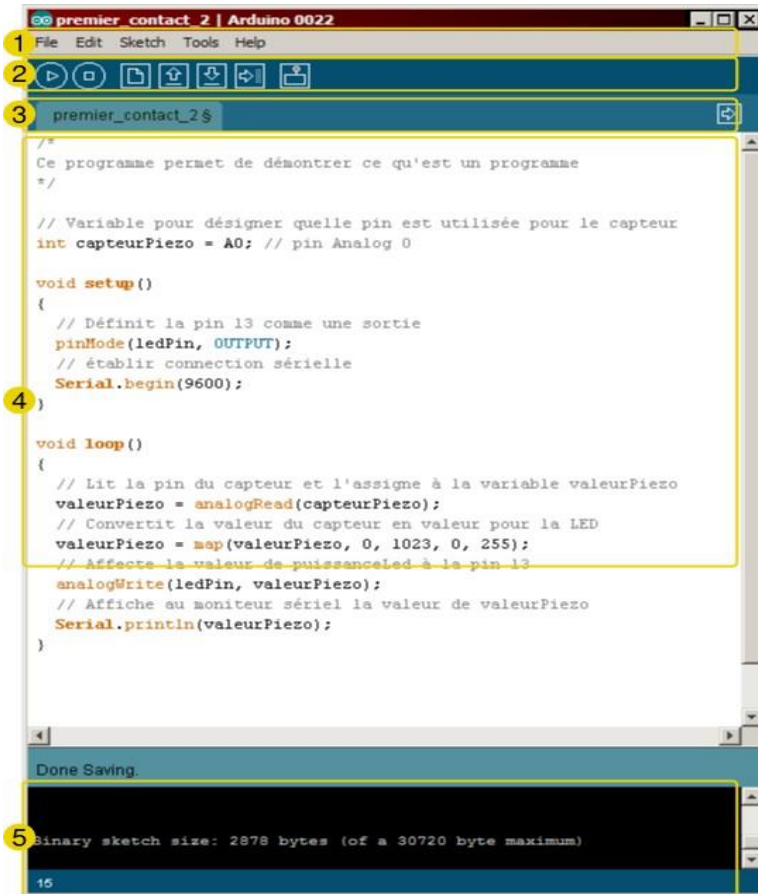 premier_contact_2 | Arduino 0022
1 File Edit Sketch Tools Help
2
3 premier_contact_2 §
/*
Ce programme permet de démontrer ce qu'est un programme
*/
// Variable pour désigner quelle pin est utilisée pour le capteur
int capteurPiezo = A0; // pin Analog 0
void setup()
{
// Définit la pin 13 comme une sortie
pinMode(ledPin, OUTPUT);
// établir connection sérielle
Serial.begin(9600);
4 }
void loop()
{
// Lit la pin du capteur et l'assigne à la variable valeurPiezo
valeurPiezo = analogRead(capteurPiezo);
// Convertit la valeur du capteur en valeur pour la LED
valeurPiezo = map(valeurPiezo, 0, 1023, 0, 255);
// Affecte la valeur de puissanceLed à la pin 13
analogWrite(ledPin, valeurPiezo);
// Affiche au moniteur sériel la valeur de valeurPiezo
Serial.println(valeurPiezo);
}
Done Saving.
5 Binary sketch size: 2878 bytes (of a 30720 byte maximum)
15